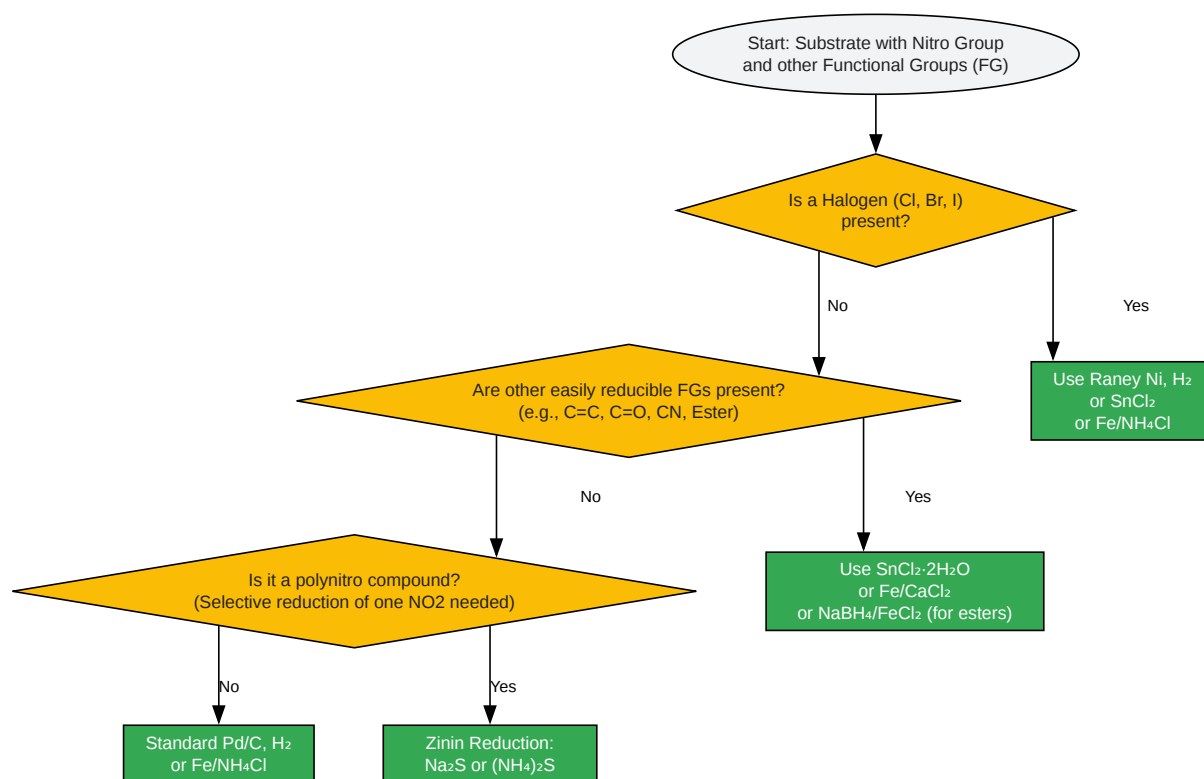 Start: Substrate with Nitro Group
and other Functional Groups (FG)
Is a Halogen (Cl, Br, I)
present?
No
Yes
Are other easily reducible FGs present?
(e.g., C=C, C=O, CN, Ester)
Use Raney Ni, H₂
or SnCl₂
or Fe/NH₄Cl
No
Yes
Is it a polynitro compound?
(Selective reduction of one NO2 needed)
Use SnCl₂·2H₂O
or Fe/CaCl₂
or NaBH₄/FeCl₂ (for esters)
No
Yes
Standard Pd/C, H₂
or Fe/NH₄Cl
Zinin Reduction:
Na₂S or (NH₄)₂S